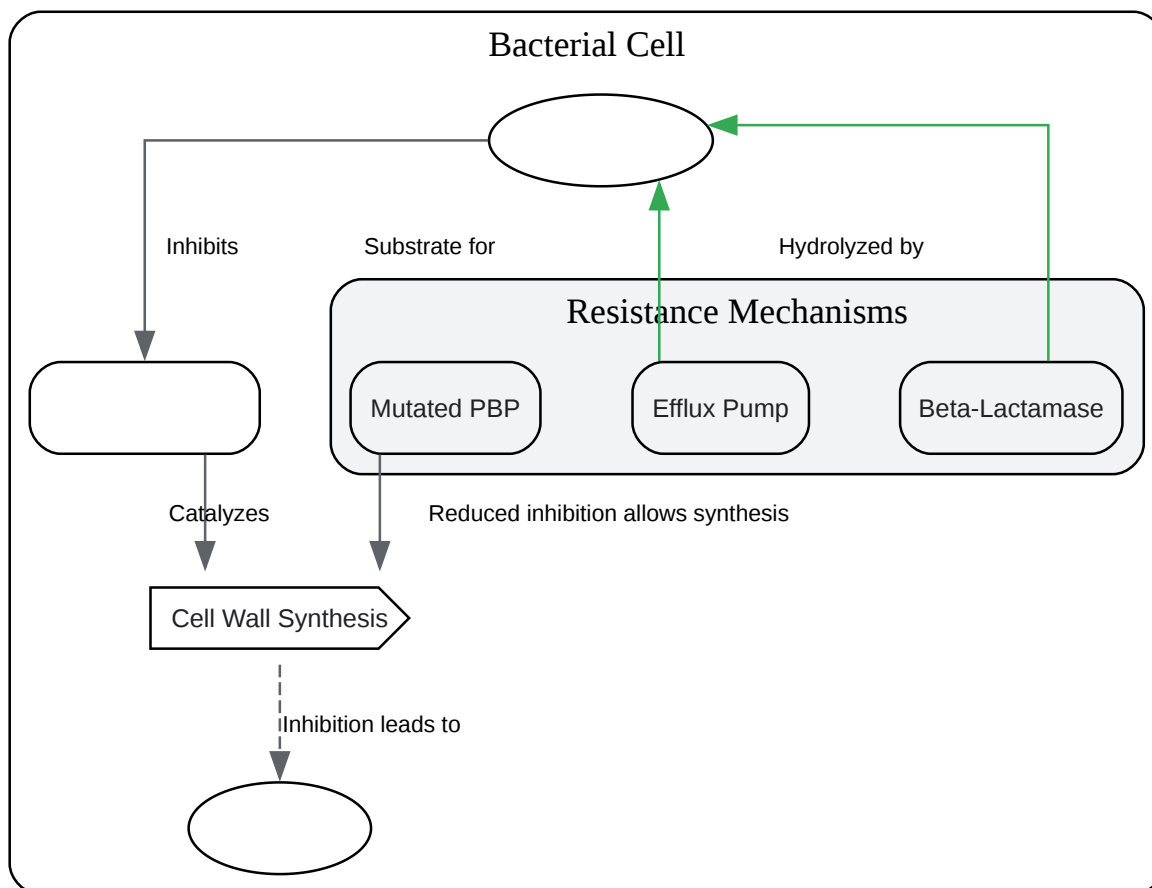 Bacterial Cell
Inhibits
Substrate for
Hydrolyzed by
Resistance Mechanisms
Mutated PBP
Efflux Pump
Beta-Lactamase
Catalyzes
Reduced inhibition allows synthesis
Cell Wall Synthesis
Inhibition leads to